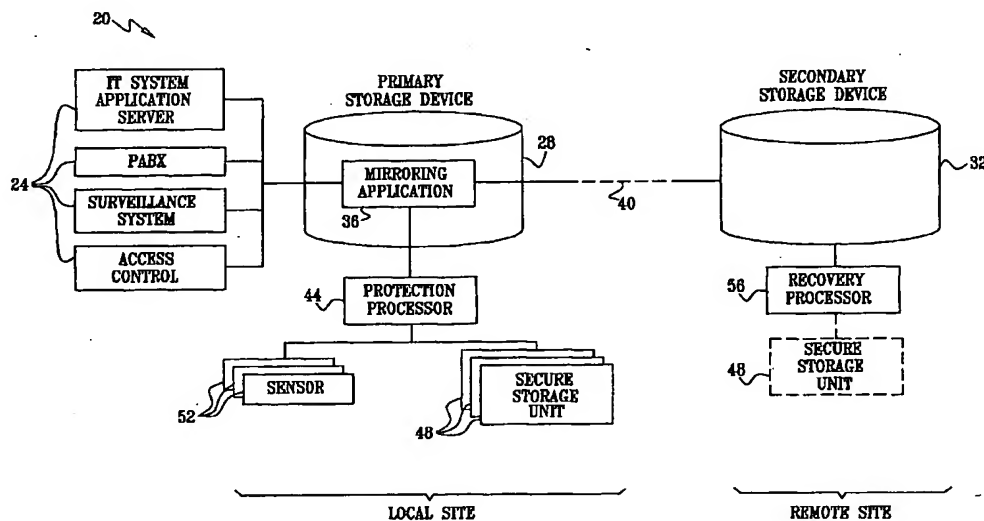 20
IT SYSTEM
APPLICATION
SERVER
PABX
SURVEILLANCE
SYSTEM
ACCESS
CONTROL
24
PRIMARY
STORAGE DEVICE
28
MIRRORING
APPLICATION
36
40
SECONDARY
STORAGE DEVICE
32
44
PROTECTION
PROCESSOR
56
RECOVERY
PROCESSOR
SENSOR
52
SECURE
STORAGE
UNIT
48
48
SECURE
STORAGE
UNIT
LOCAL SITE
REMOTE SITE